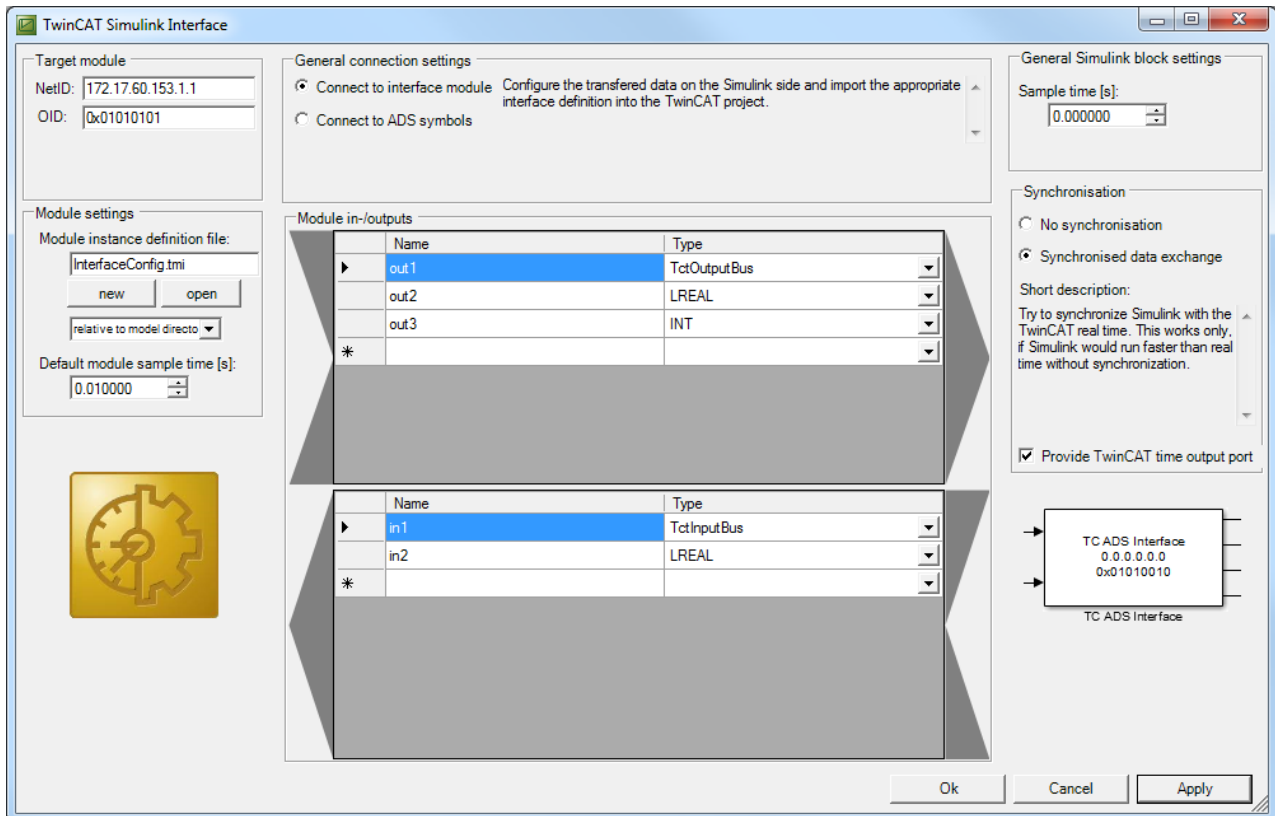 TwinCAT Simulink Interface
Target module
NetID: 172.17.60.153.1.1
OID: 0x01010101
General connection settings
Connect to interface module
Connect to ADS symbols
Configure the transfered data on the Simulink side and import the appropriate
interface definition into the TwinCAT project.
General Simulink block settings
Sample time [s]:
0.000000
Module settings
Module instance definition file:
InterfaceConfig.tmi
new open
relative to model directo
Default module sample time [s]:
0.010000
Module in-/outputs
Name Type
out1 TctOutputBus
out2 LREAL
out3 INT
Name Type
in1 TctInputBus
in2 LREAL
Synchronisation
No synchronisation
Synchronised data exchange
Short description:
Try to synchronize Simulink with the
TwinCAT real time. This works only,
if Simulink would run faster than real
time without synchronization.
Provide TwinCAT time output port
TC ADS Interface
0.0.0.0.0.0
0x01010010
TC ADS Interface
Ok Cancel Apply